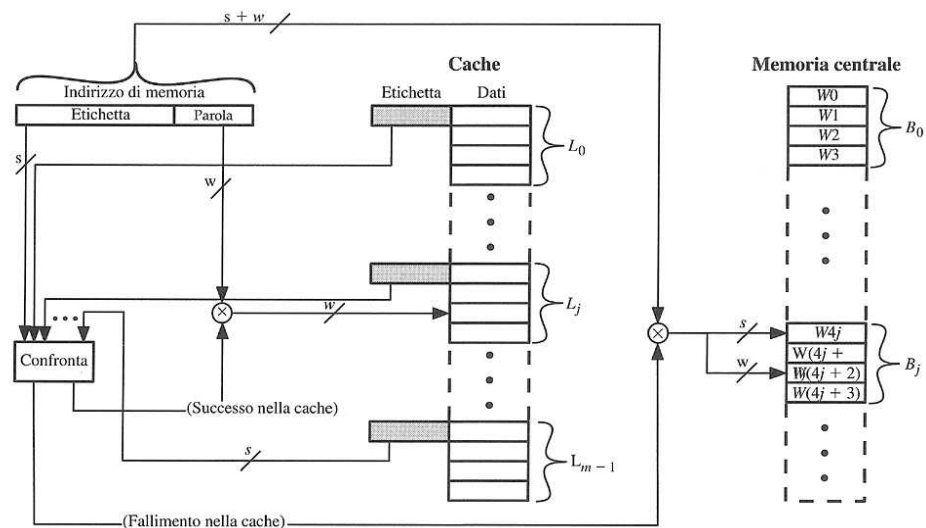 s + w
Cache
Memoria centrale
Indirizzo di memoria
Etichetta
Parola
Etichetta
Dati
W0
W1
W2
W3
B0
L0
s
w
Lj
w
Confronta
(Successo nella cache)
s
w
W4j
W(4j +
W(4j + 2)
W(4j + 3)
Bj
s
Lm – 1
(Fallimento nella cache)